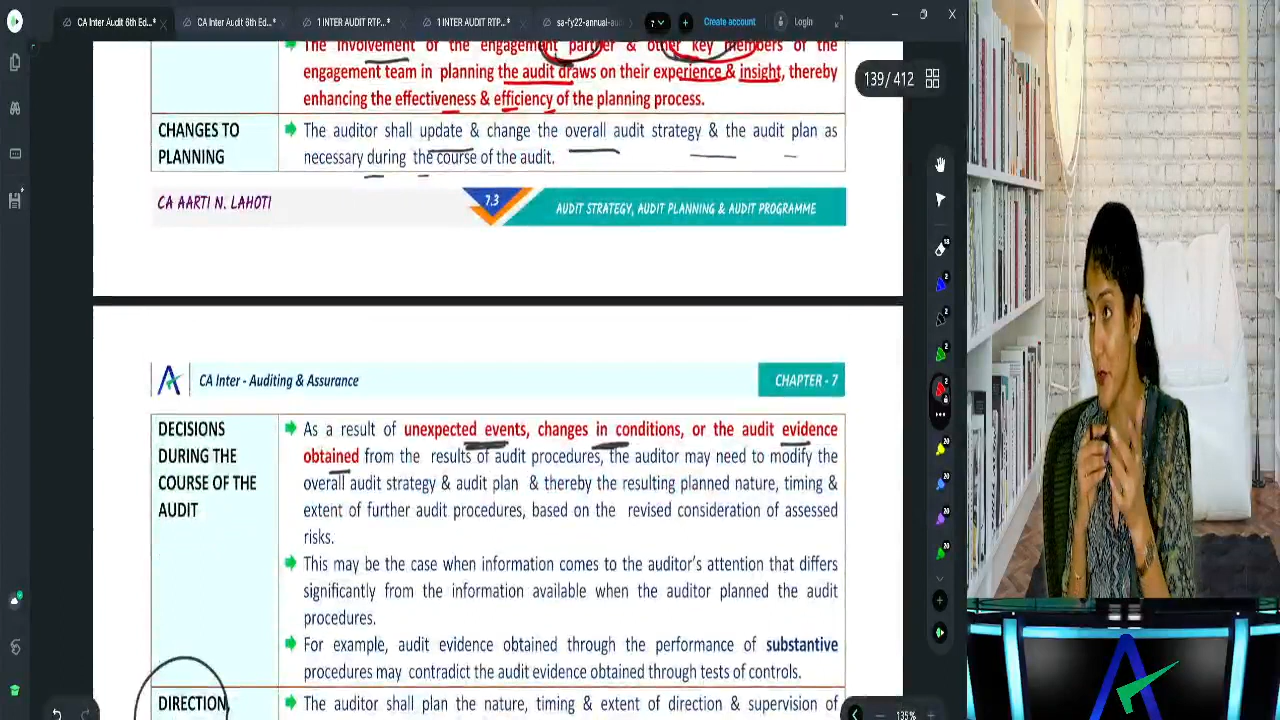 CA Inter Audit 6th Ed...*
CA Inter Audit 6th Ed...*
1 INTER AUDIT RTP...*
1 INTER AUDIT RTP...*
sa-fy22-annual-aud
7
Create account
Login
139/ 412
The involvement of the engagement partner & other key members of the
engagement team in planning the audit draws on their experience & insight, thereby
enhancing the effectiveness & efficiency of the planning process.
CHANGES TO
PLANNING
The auditor shall update & change the overall audit strategy & the audit plan as
necessary during the course of the audit.
CA AARTI N. LAHOTI
7.3
AUDIT STRATEGY, AUDIT PLANNING & AUDIT PROGRAMME
CA Inter - Auditing & Assurance
CHAPTER - 7
DECISIONS
DURING THE
COURSE OF THE
AUDIT
As a result of unexpected events, changes in conditions, or the audit evidence
obtained from the results of audit procedures, the auditor may need to modify the
overall audit strategy & audit plan & thereby the resulting planned nature, timing &
extent of further audit procedures, based on the revised consideration of assessed
risks.
This may be the case when information comes to the auditor's attention that differs
significantly from the information available when the auditor planned the audit
procedures.
For example, audit evidence obtained through the performance of substantive
procedures may contradict the audit evidence obtained through tests of controls.
DIRECTION,
The auditor shall plan the nature, timing & extent of direction & supervision of
135%